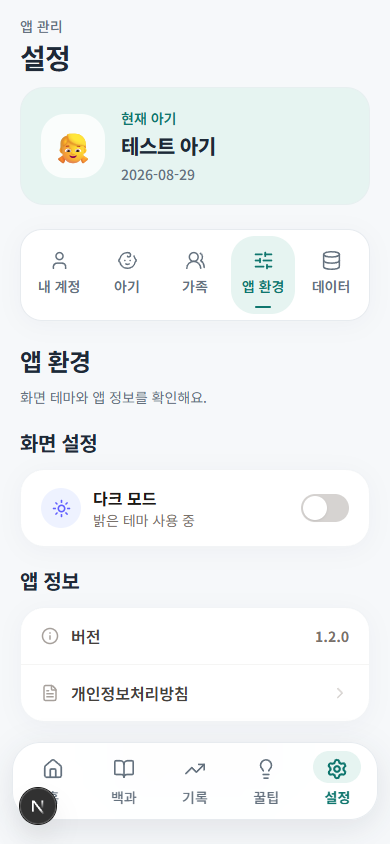 앱 관리
설정
현재 아기
테스트 아기
2026-08-29
내 계정
아기
가족
앱 환경
데이터
앱 환경
화면 테마와 앱 정보를 확인해요.
화면 설정
다크 모드
밝은 테마 사용 중
앱 정보
버전
1.2.0
개인정보처리방침
N
백과
기록
꿀팁
설정